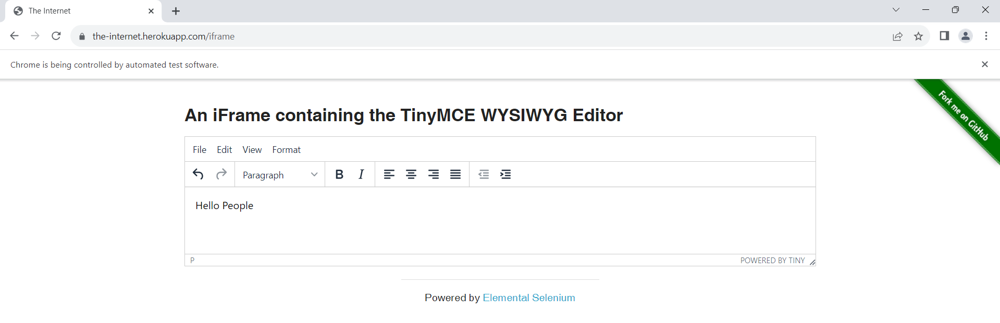 The Internet
the-internet.herokuapp.com/iframe
Chrome is being controlled by automated test software.
Fork me on GitHub
An iFrame containing the TinyMCE WYSIWYG Editor
File Edit View Format
Paragraph B I
Hello People
P POWERED BY TINY
Powered by Elemental Selenium